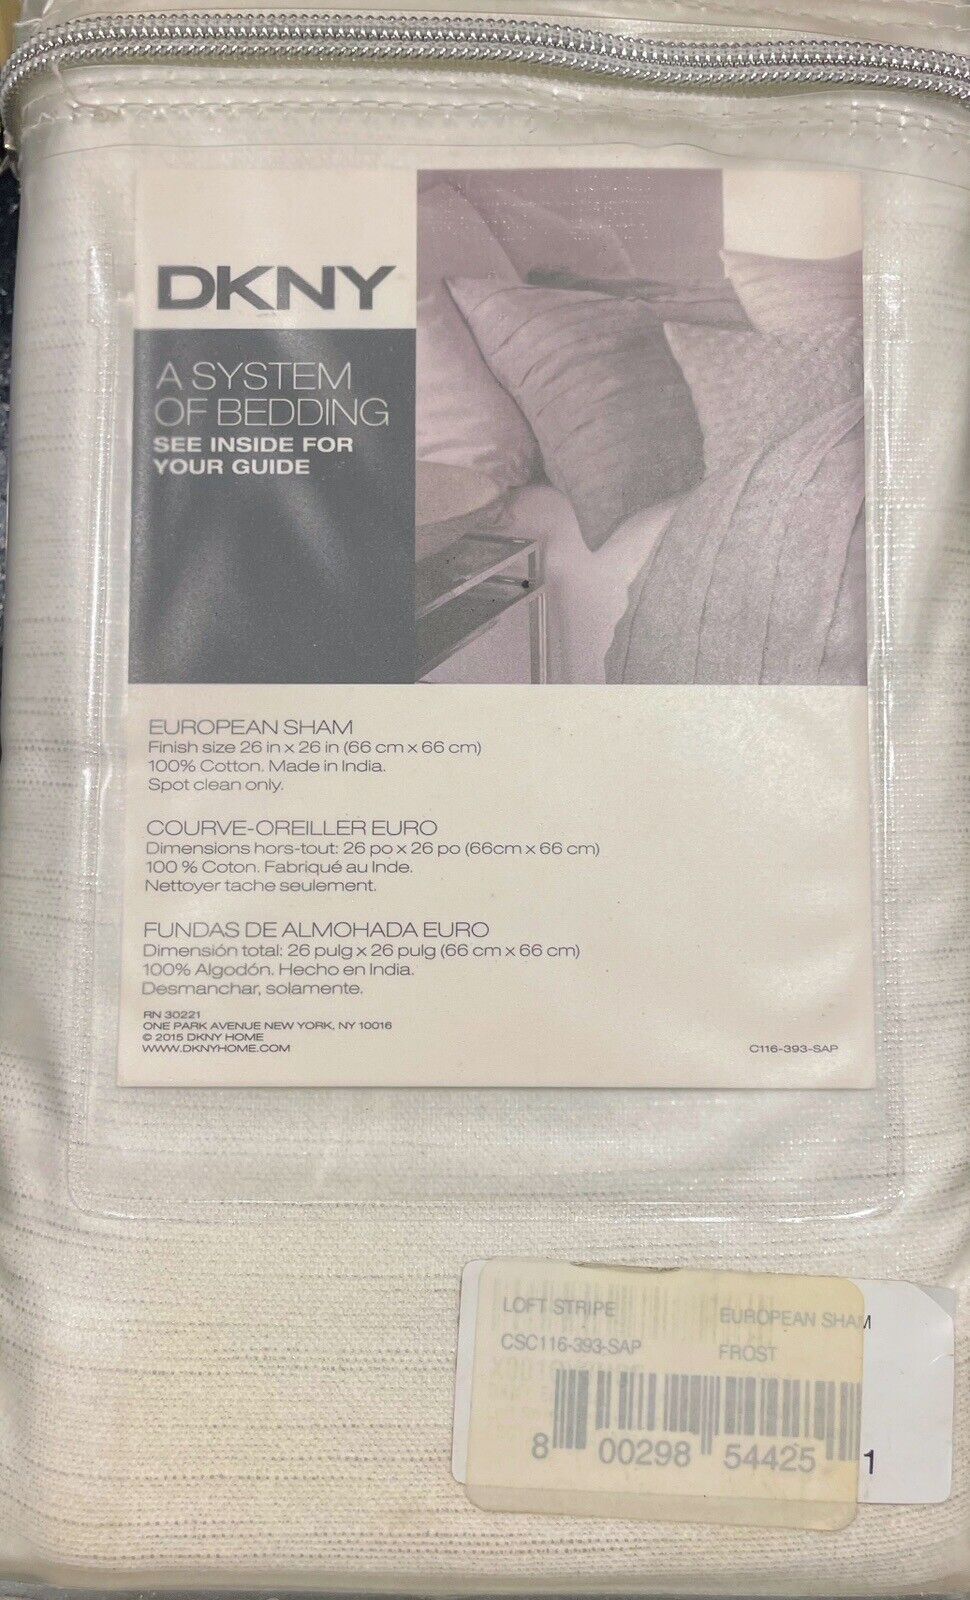 DKNY
A SYSTEM
OF BEDDING
SEE INSIDE FOR
YOUR GUIDE
EUROPEAN SHAM
Finish size 26 in x 26 in (66 cm x 66 cm)
100% Cotton. Made in India.
Spot clean only.
COURVE-OREILLER EURO
Dimensions hors-tout: 26 po x 26 po (66cm x 66 cm)
100 % Coton. Fabriqué au Inde.
Nettoyer tache seulement.
FUNDAS DE ALMOHADA EURO
Dimensión total: 26 pulg x 26 pulg (66 cm x 66 cm)
100% Algodón. Hecho en India.
Desmanchar, solamente.
RN 30221
ONE PARK AVENUE NEW YORK, NY 10016
© 2015 DKNY HOME
WWW.DKNYHOME.COM C116-393-SAP
LOFT STRIPE EUROPEAN SHAM
CSC116-393-SAP FROST
8 00298 54425 1